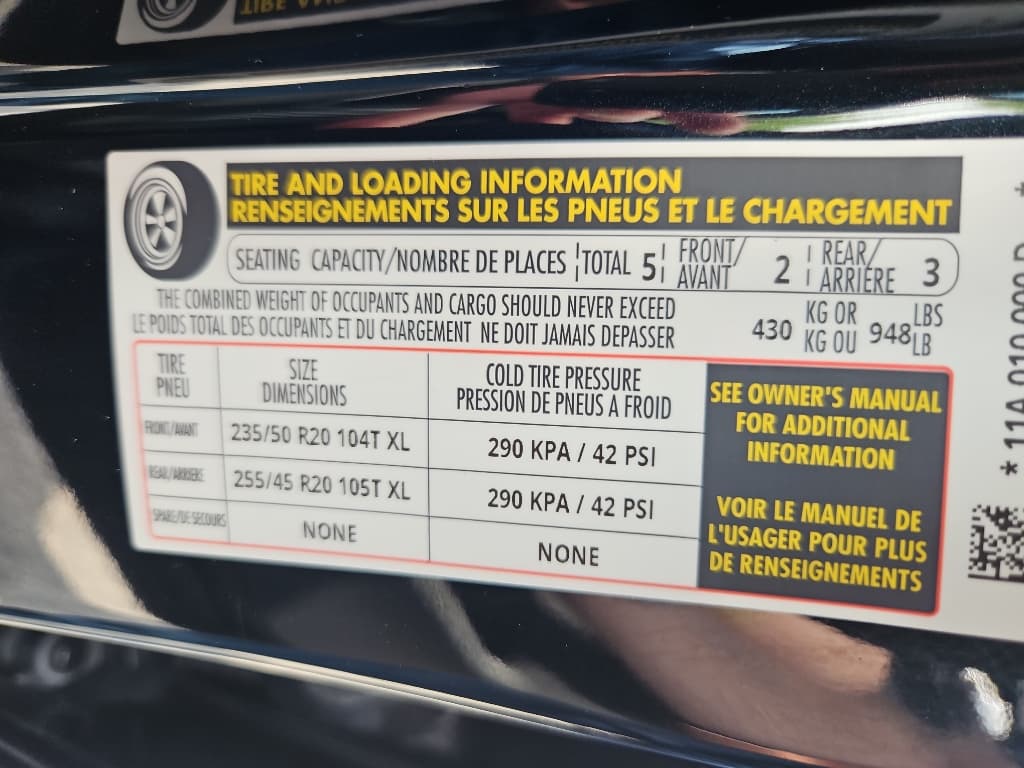 TIRE AND LOADING INFORMATION
RENSEIGNEMENTS SUR LES PNEUS ET LE CHARGEMENT
SEATING CAPACITY/NOMBRE DE PLACES TOTAL 5 FRONT/AVANT 2 REAR/ARRIÈRE 3
THE COMBINED WEIGHT OF OCCUPANTS AND CARGO SHOULD NEVER EXCEED
LE POIDS TOTAL DES OCCUPANTS ET DU CHARGEMENT NE DOIT JAMAIS DEPASSER
430 KG OR KG OU 948 LBS LB
TIRE PNEU
SIZE DIMENSIONS
COLD TIRE PRESSURE
PRESSION DE PNEUS A FROID
FRONT/AVANT 235/50 R20 104T XL 290 KPA / 42 PSI
REAR/ARRIERE 255/45 R20 105T XL 290 KPA / 42 PSI
SPARE/DE SECOURS NONE NONE
SEE OWNER'S MANUAL
FOR ADDITIONAL
INFORMATION
VOIR LE MANUEL DE
L'USAGER POUR PLUS
DE RENSEIGNEMENTS
* 11A 010 000 D *